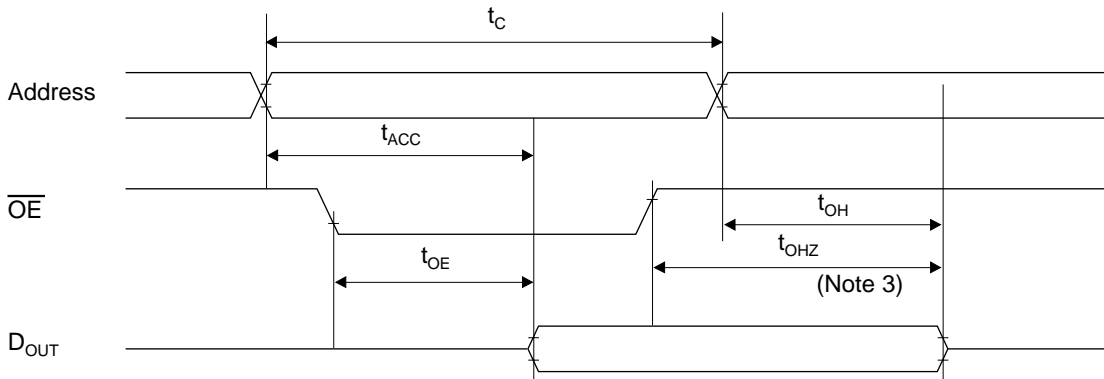 tC
Address
tACC
OE
tOH
tOE
tOHZ
(Note 3)
DOUT